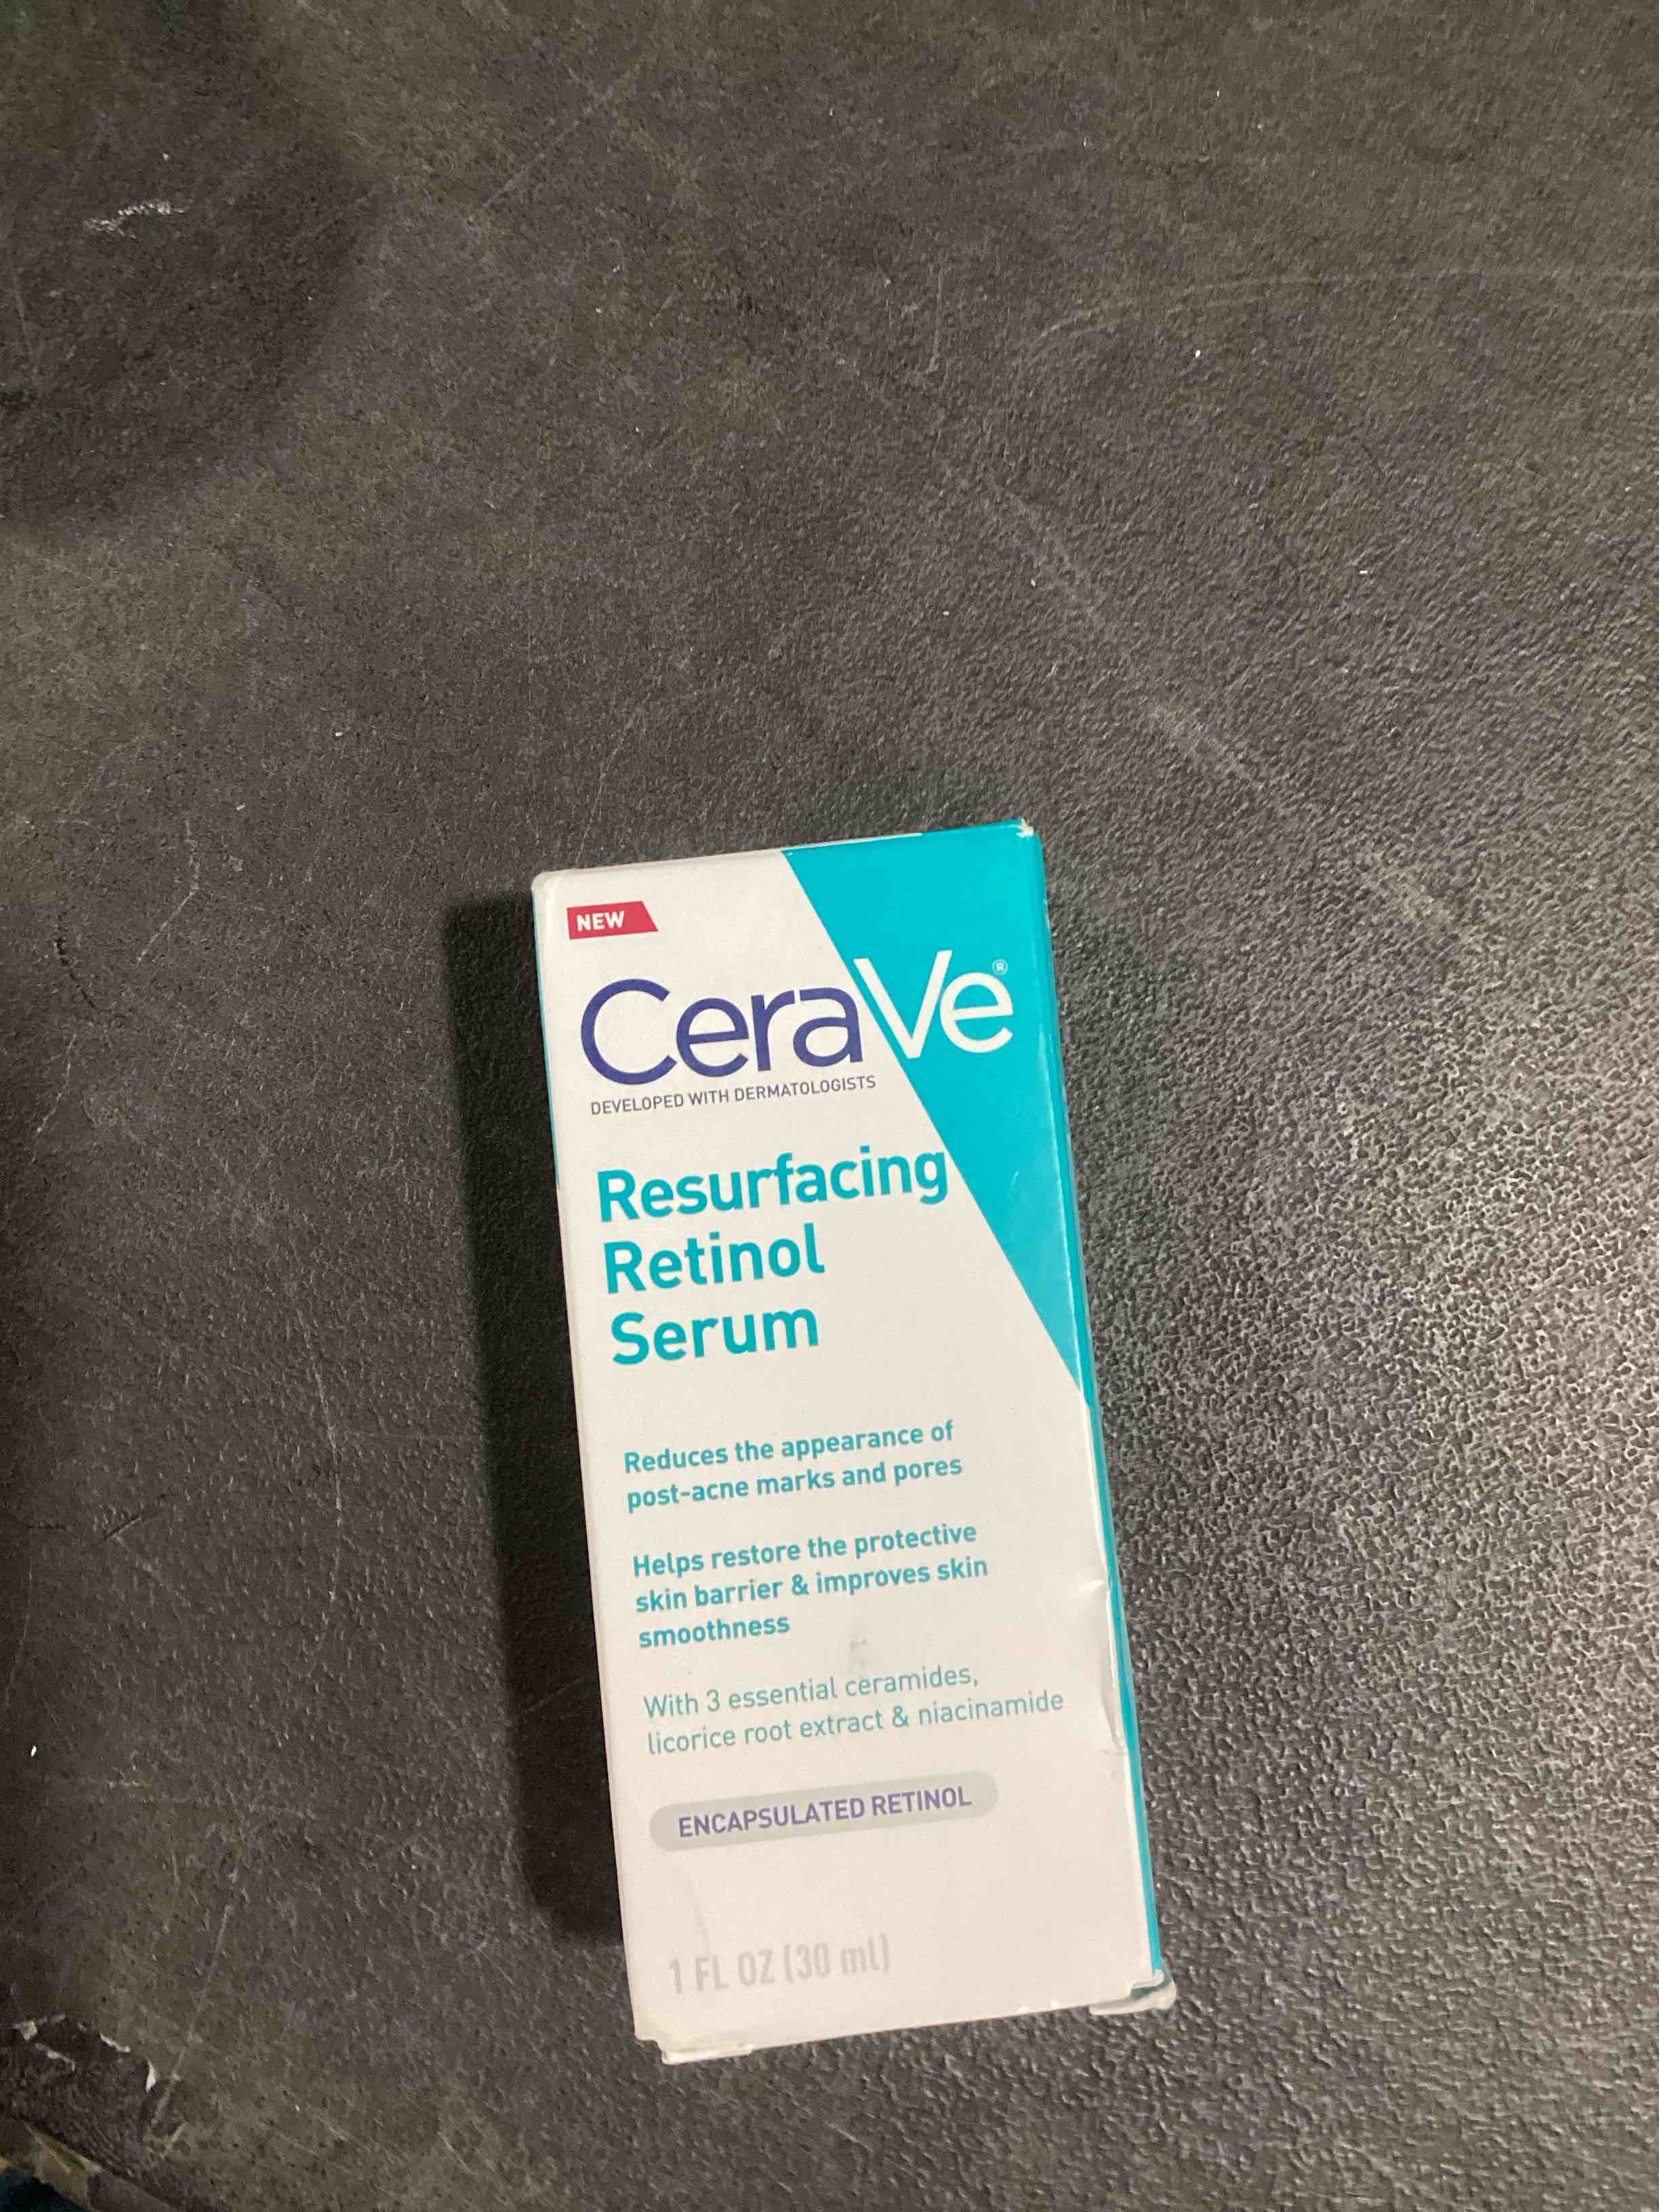 NEW
CeraVe®
DEVELOPED WITH DERMATOLOGISTS
Resurfacing
Retinol
Serum
Reduces the appearance of
post-acne marks and pores
Helps restore the protective
skin barrier & improves skin
smoothness
With 3 essential ceramides,
licorice root extract & niacinamide
ENCAPSULATED RETINOL
1 FL OZ (30 ml)